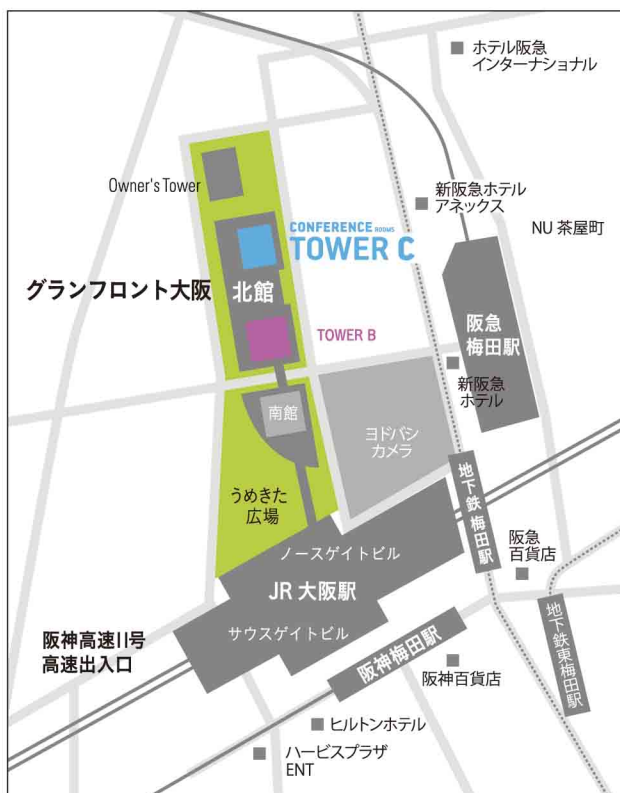 ホテル阪急
インターナショナル
Owner's Tower
新阪急ホテル
アネックス
NU 茶屋町
CONFERENCE ROOMS
TOWER C
グランフロント大阪
北館
阪急
梅田駅
TOWER B
新阪急
ホテル
南館
ヨドバシ
カメラ
うめきた
広場
地下鉄 梅田駅
阪急
百貨店
ノースゲイトビル
JR 大阪駅
サウスゲイトビル
阪神高速11号
高速出入口
阪神梅田駅
阪神百貨店
地下鉄東梅田駅
ヒルトンホテル
ハービスプラザ
ENT